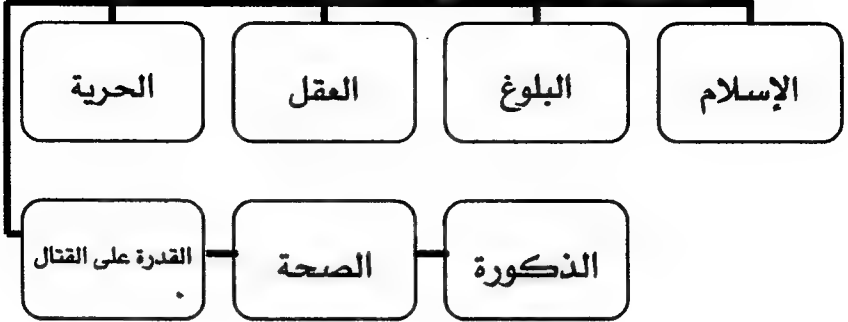 الإسلام
البلوغ
العقل
الحرية
الذكورة
الصحة
القدرة على القتال
.